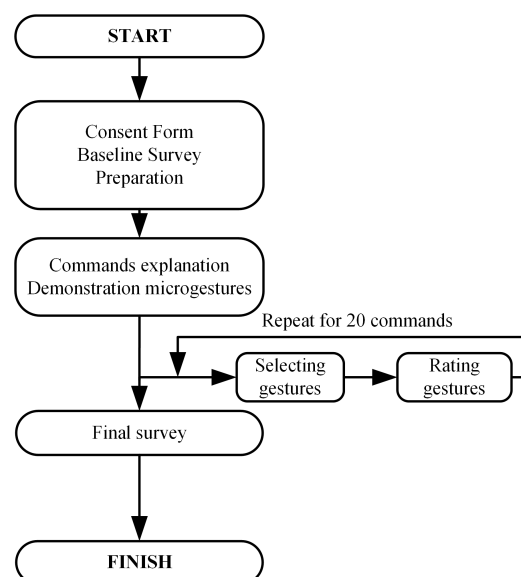 START
Consent Form
Baseline Survey
Preparation
Commands explanation
Demonstration microgestures
Repeat for 20 commands
Selecting
gestures
Rating
gestures
Final survey
FINISH